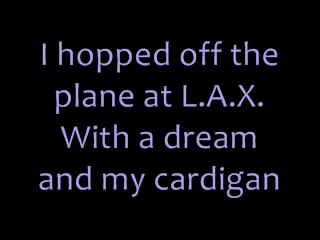 I hopped off the
plane at L.A.X.
With a dream
and my cardigan